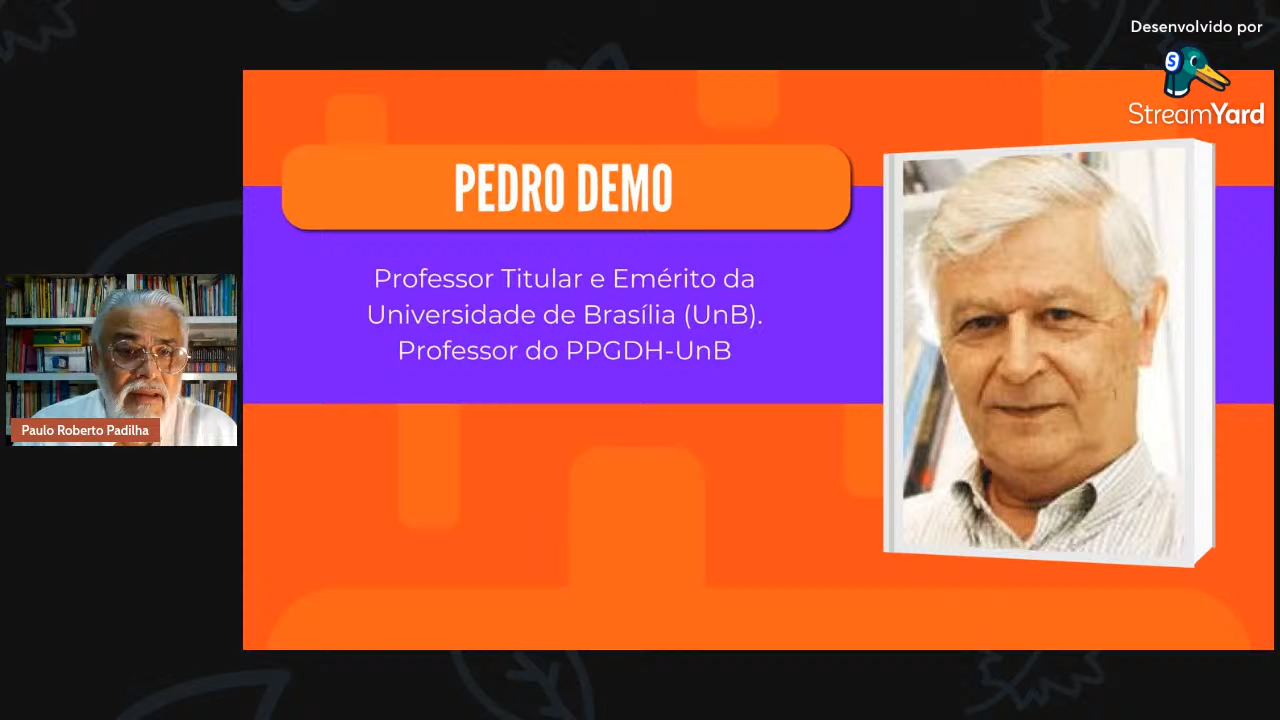 Desenvolvido por
StreamYard
PEDRO DEMO
Professor Titular e Emérito da
Universidade de Brasília (UnB).
Professor do PPGDH-UnB
Paulo Roberto Padilha